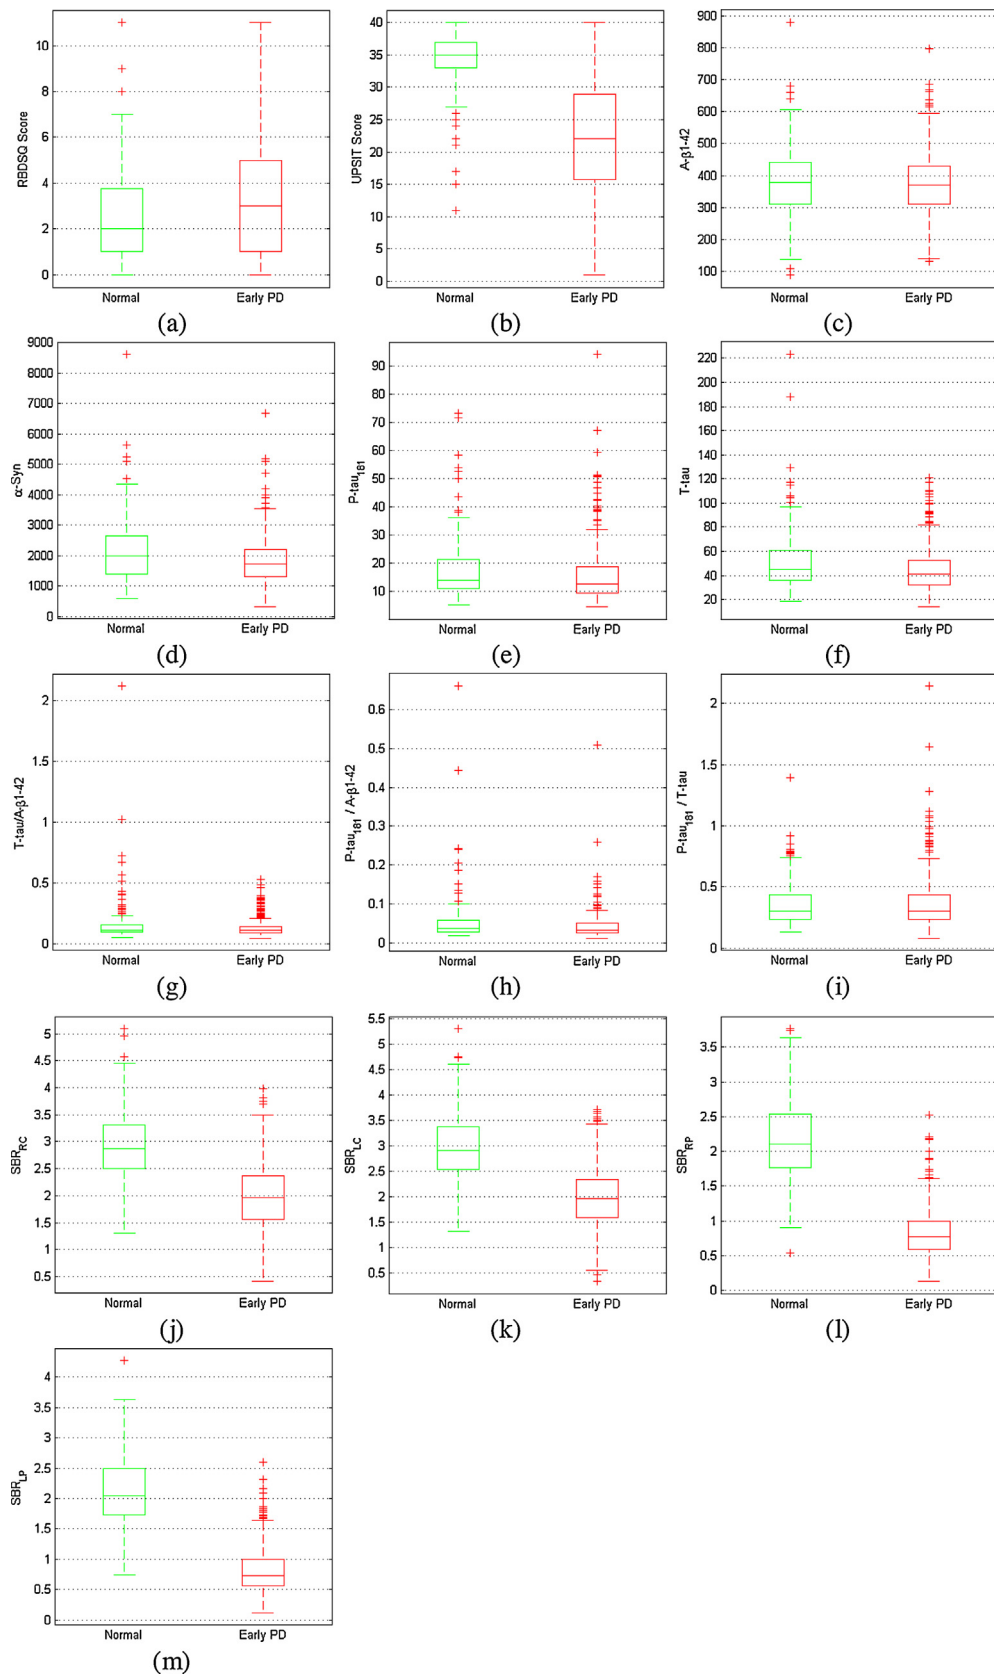 RBDSQ Score
10
8
6
4
2
0
Normal Early PD
(a)
UPSIT Score
40
35
30
25
20
15
10
5
0
Normal Early PD
(b)
A-β1-42
900
800
700
600
500
400
300
200
100
Normal Early PD
(c)
α-Syn
9000
8000
7000
6000
5000
4000
3000
2000
1000
0
Normal Early PD
(d)
P-tau181
90
80
70
60
50
40
30
20
10
Normal Early PD
(e)
T-tau
220
200
180
160
140
120
100
80
60
40
20
Normal Early PD
(f)
T-tau/A-β1-42
2
1.5
1
0.5
0
Normal Early PD
(g)
P-tau181 / A-β1-42
0.6
0.5
0.4
0.3
0.2
0.1
0
Normal Early PD
(h)
P-tau181 / T-tau
2
1.5
1
0.5
0
Normal Early PD
(i)
SBRRC
5
4.5
4
3.5
3
2.5
2
1.5
1
0.5
Normal Early PD
(j)
SBRLC
5.5
5
4.5
4
3.5
3
2.5
2
1.5
1
0.5
Normal Early PD
(k)
SBRRP
3.5
3
2.5
2
1.5
1
0.5
0
Normal Early PD
(l)
SBRLP
4
3.5
3
2.5
2
1.5
1
0.5
0
Normal Early PD
(m)